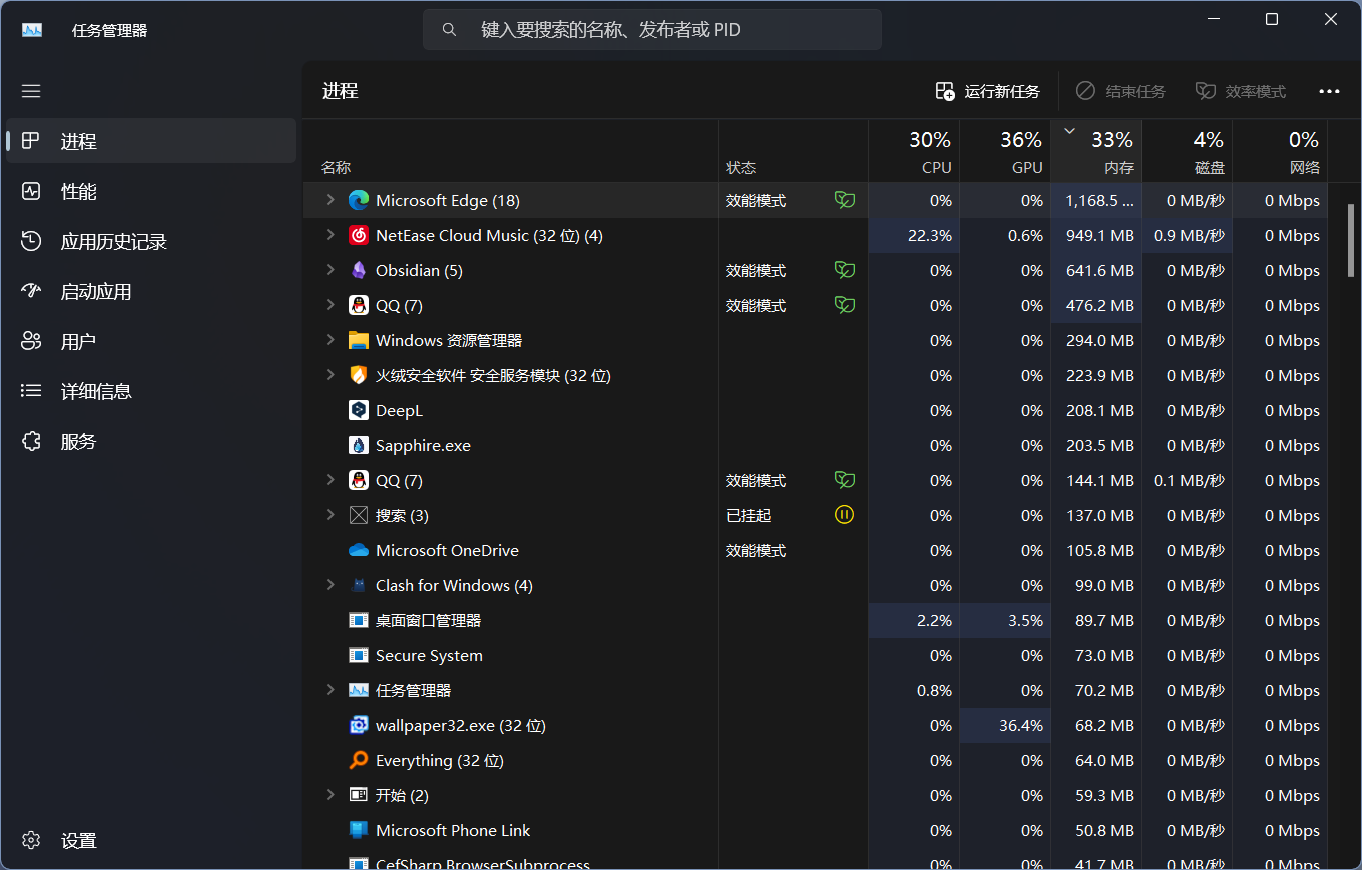 任务管理器
键入要搜索的名称、发布者或 PID
进程
运行新任务
结束任务
效率模式
进程
性能
应用历史记录
启动应用
用户
详细信息
服务
设置
30% 36% 33% 4% 0%
名称 状态 CPU GPU 内存 磁盘 网络
Microsoft Edge (18) 效能模式 0% 0% 1,168.5 ... 0 MB/秒 0 Mbps
NetEase Cloud Music (32 位) (4) 22.3% 0.6% 949.1 MB 0.9 MB/秒 0 Mbps
Obsidian (5) 效能模式 0% 0% 641.6 MB 0 MB/秒 0 Mbps
QQ (7) 效能模式 0% 0% 476.2 MB 0 MB/秒 0 Mbps
Windows 资源管理器 0% 0% 294.0 MB 0 MB/秒 0 Mbps
火绒安全软件 安全服务模块 (32 位) 0% 0% 223.9 MB 0 MB/秒 0 Mbps
DeepL 0% 0% 208.1 MB 0 MB/秒 0 Mbps
Sapphire.exe 0% 0% 203.5 MB 0 MB/秒 0 Mbps
QQ (7) 效能模式 0% 0% 144.1 MB 0.1 MB/秒 0 Mbps
搜索 (3) 已挂起 0% 0% 137.0 MB 0 MB/秒 0 Mbps
Microsoft OneDrive 效能模式 0% 0% 105.8 MB 0 MB/秒 0 Mbps
Clash for Windows (4) 0% 0% 99.0 MB 0 MB/秒 0 Mbps
桌面窗口管理器 2.2% 3.5% 89.7 MB 0 MB/秒 0 Mbps
Secure System 0% 0% 73.0 MB 0 MB/秒 0 Mbps
任务管理器 0.8% 0% 70.2 MB 0 MB/秒 0 Mbps
wallpaper32.exe (32 位) 0% 36.4% 68.2 MB 0 MB/秒 0 Mbps
Everything (32 位) 0% 0% 64.0 MB 0 MB/秒 0 Mbps
开始 (2) 0% 0% 59.3 MB 0 MB/秒 0 Mbps
Microsoft Phone Link 0% 0% 50.8 MB 0 MB/秒 0 Mbps
CefSharp.BrowserSubprocess 0% 0% 41.7 MB 0 MB/秒 0 Mbps